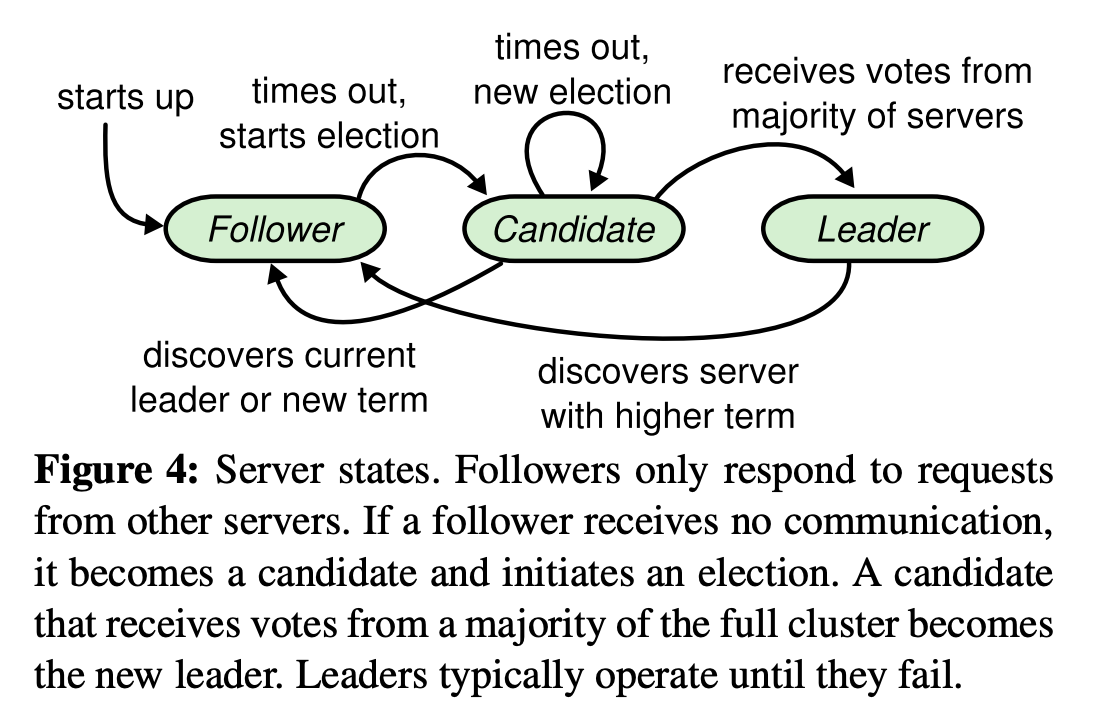 starts up
times out,
starts election
times out,
new election
receives votes from
majority of servers
Follower
Candidate
Leader
discovers current
leader or new term
discovers server
with higher term
Figure 4: Server states. Followers only respond to requests
from other servers. If a follower receives no communication,
it becomes a candidate and initiates an election. A candidate
that receives votes from a majority of the full cluster becomes
the new leader. Leaders typically operate until they fail.